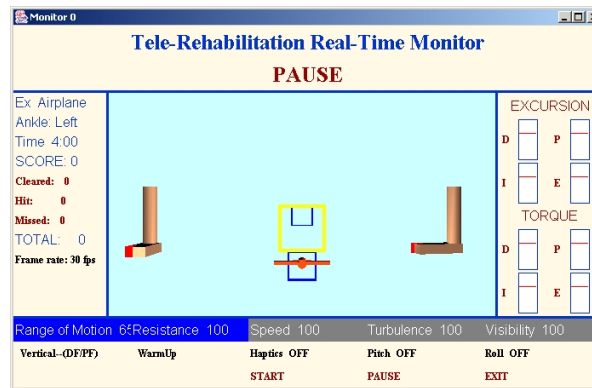 Monitor 0
Tele-Rehabilitation Real-Time Monitor
PAUSE
Ex Airplane
Ankle: Left
Time 4:00
SCORE: 0
Cleared: 0
Hit: 0
Missed: 0
TOTAL: 0
Frame rate: 30 fps
EXCURSION
D P
I E
TORQUE
D P
I E
Range of Motion 65 Resistance 100 Speed 100 Turbulence 100 Visibility 100
Vertical--(DF/PF) WarmUp Haptics OFF Pitch OFF Roll OFF
START PAUSE EXIT